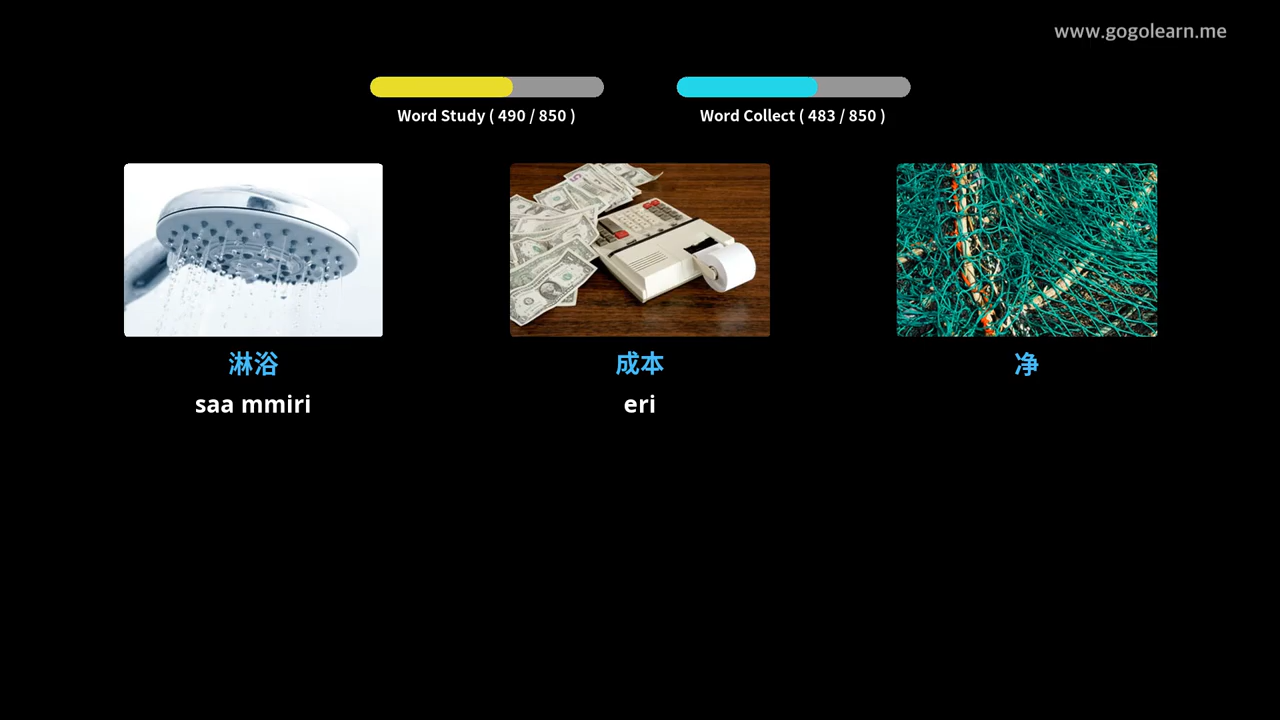 www.gogolearn.me
Word Study ( 490 / 850 )
Word Collect ( 483 / 850 )
淋浴
成本
净
saa mmiri
eri